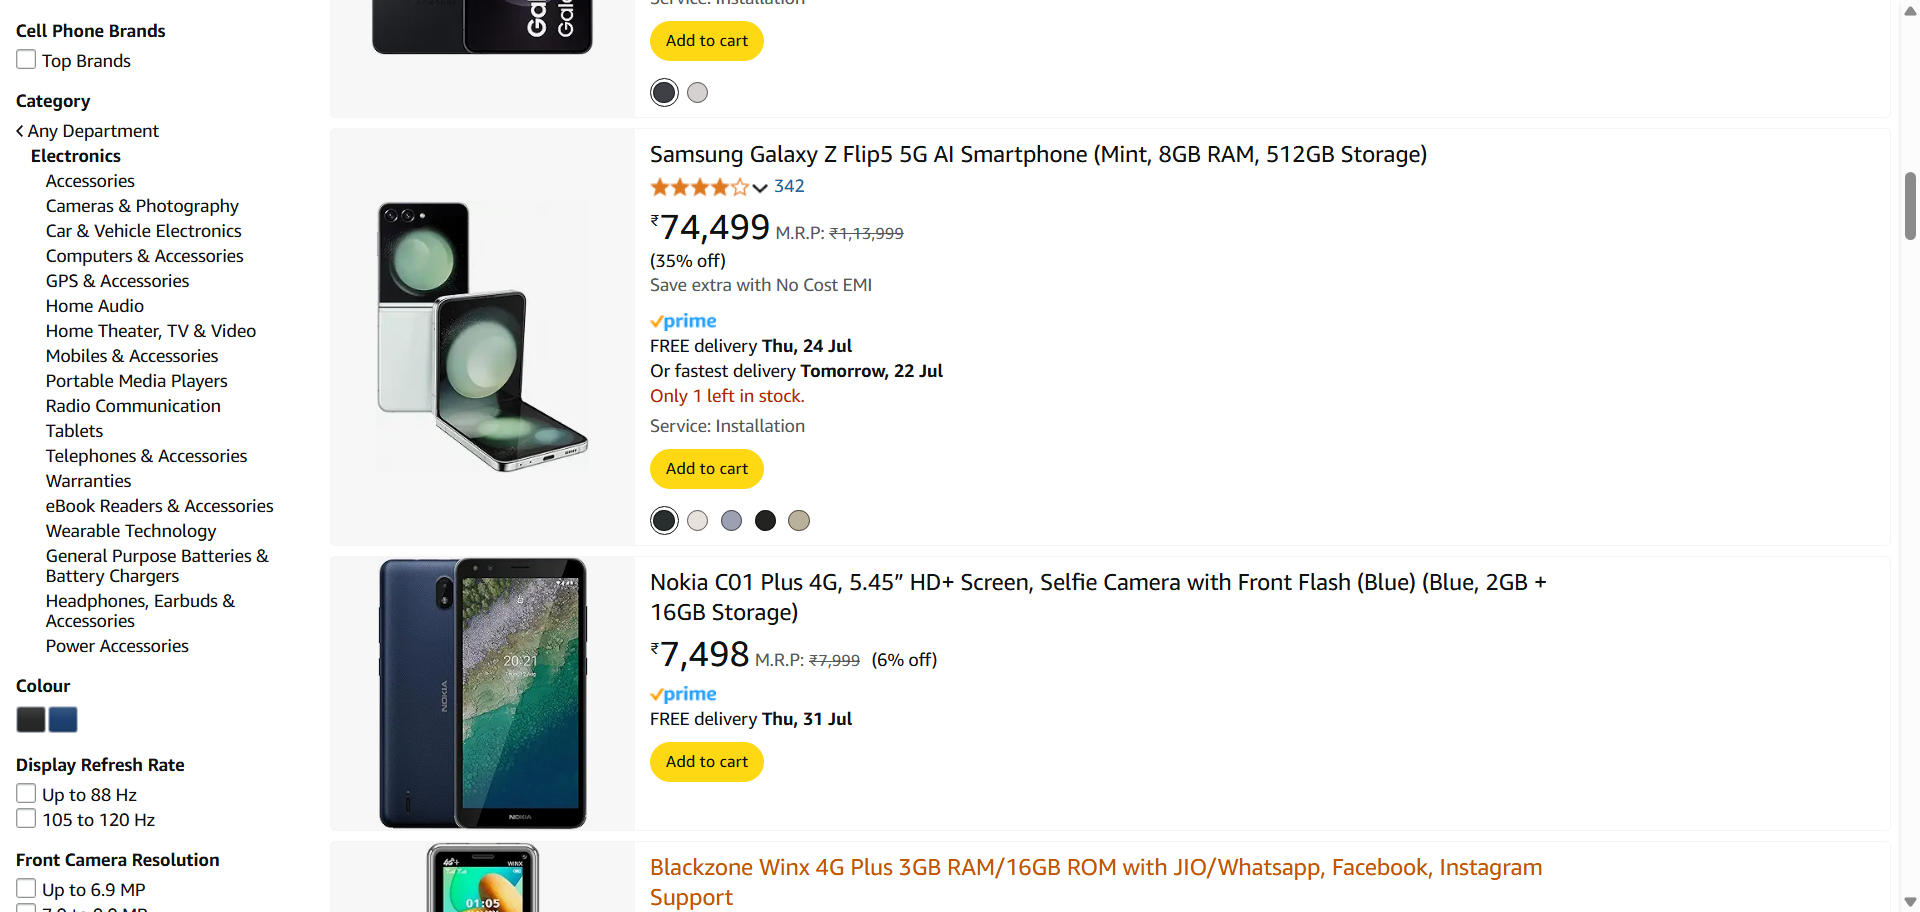 Cell Phone Brands
Top Brands
Category
Any Department
Electronics
Accessories
Cameras & Photography
Car & Vehicle Electronics
Computers & Accessories
GPS & Accessories
Home Audio
Home Theater, TV & Video
Mobiles & Accessories
Portable Media Players
Radio Communication
Tablets
Telephones & Accessories
Warranties
eBook Readers & Accessories
Wearable Technology
General Purpose Batteries &
Battery Chargers
Headphones, Earbuds &
Accessories
Power Accessories
Colour
Display Refresh Rate
Up to 88 Hz
105 to 120 Hz
Front Camera Resolution
Up to 6.9 MP
Service: Installation
Add to cart
Samsung Galaxy Z Flip5 5G AI Smartphone (Mint, 8GB RAM, 512GB Storage)
342
₹74,499 M.R.P: ₹1,13,999
(35% off)
Save extra with No Cost EMI
prime
FREE delivery Thu, 24 Jul
Or fastest delivery Tomorrow, 22 Jul
Only 1 left in stock.
Service: Installation
Add to cart
20:21
NOKIA
NOKIA
Nokia C01 Plus 4G, 5.45” HD+ Screen, Selfie Camera with Front Flash (Blue) (Blue, 2GB +
16GB Storage)
₹7,498 M.R.P: ₹7,999 (6% off)
prime
FREE delivery Thu, 31 Jul
Add to cart
4G+ WINX
01:05
Blackzone Winx 4G Plus 3GB RAM/16GB ROM with JIO/Whatsapp, Facebook, Instagram
Support